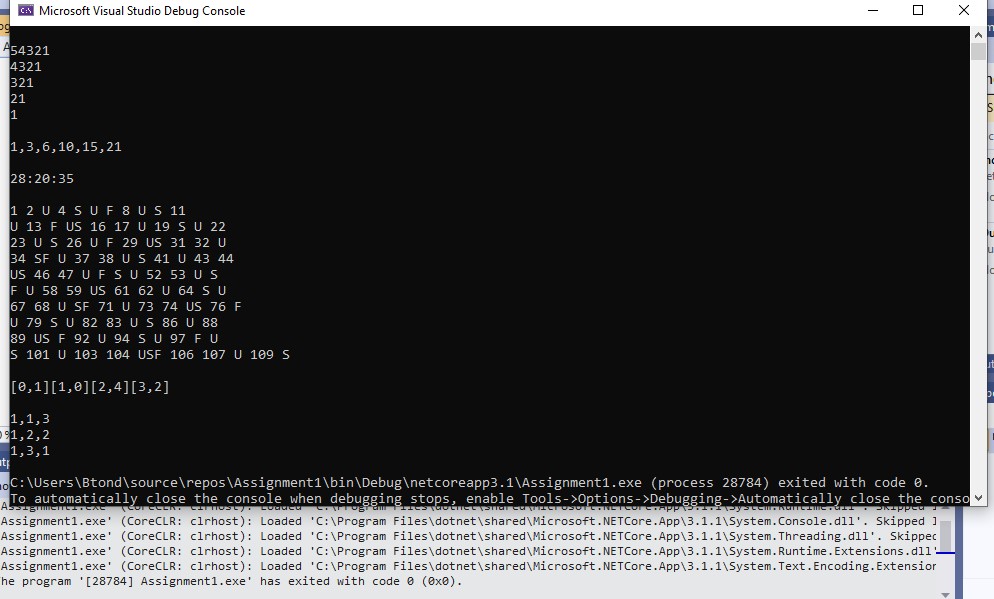 Microsoft Visual Studio Debug Console
54321
4321
321
21
1
1,3,6,10,15,21
28:20:35
1 2 U 4 S U F 8 U S 11
U 13 F US 16 17 U 19 S U 22
23 U S 26 U F 29 US 31 32 U
34 SF U 37 38 U S 41 U 43 44
US 46 47 U F S U 52 53 U S
F U 58 59 US 61 62 U 64 S U
67 68 U SF 71 U 73 74 US 76 F
U 79 S U 82 83 U S 86 U 88
89 US F 92 U 94 S U 97 F U
S 101 U 103 104 USF 106 107 U 109 S
[0,1][1,0][2,4][3,2]
1,1,3
1,2,2
1,3,1
C:\Users\Btond\source\repos\Assignment1\bin\Debug\netcoreapp3.1\Assignment1.exe (process 28784) exited with code 0.
To automatically close the console when debugging stops, enable Tools->Options->Debugging->Automatically close the conso
Assignment1.exe' (CoreCLR: clrhost): Loaded 'C:\Program Files\dotnet\shared\Microsoft.NETCore.App\3.1.1\System.Runtime.dll'. Skipped
Assignment1.exe' (CoreCLR: clrhost): Loaded 'C:\Program Files\dotnet\shared\Microsoft.NETCore.App\3.1.1\System.Console.dll'. Skipped
Assignment1.exe' (CoreCLR: clrhost): Loaded 'C:\Program Files\dotnet\shared\Microsoft.NETCore.App\3.1.1\System.Threading.dll'. Skipped
Assignment1.exe' (CoreCLR: clrhost): Loaded 'C:\Program Files\dotnet\shared\Microsoft.NETCore.App\3.1.1\System.Runtime.Extensions.dll'
Assignment1.exe' (CoreCLR: clrhost): Loaded 'C:\Program Files\dotnet\shared\Microsoft.NETCore.App\3.1.1\System.Text.Encoding.Extension
he program '[28784] Assignment1.exe' has exited with code 0 (0x0).